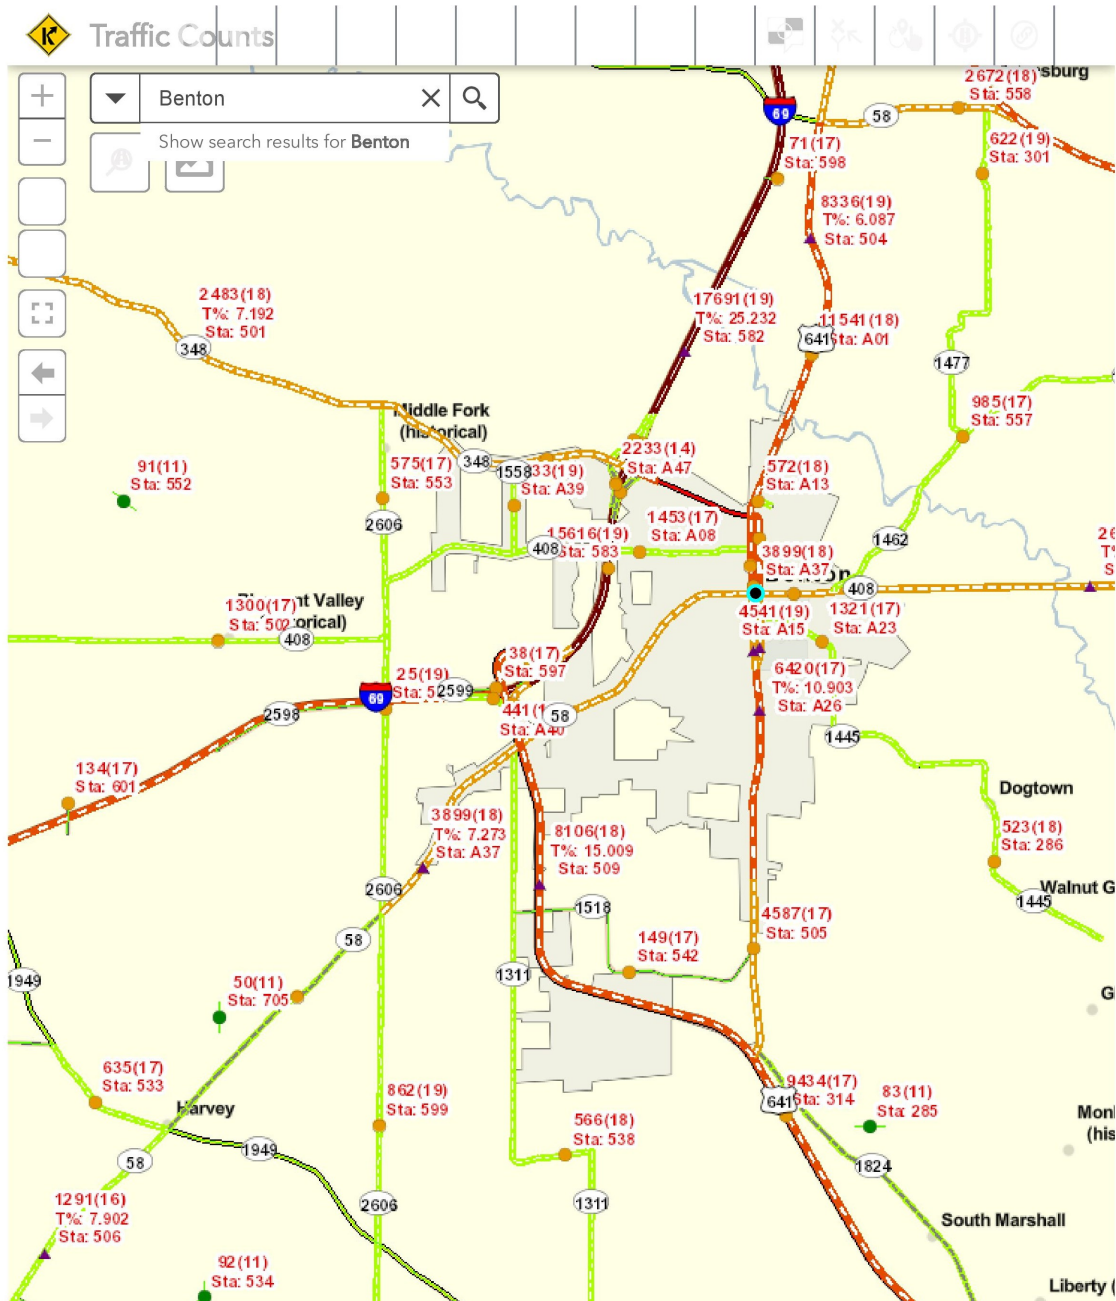 Traffic Counts
Benton
Show search results for Benton
2672(18)
Sta: 558
69
58
71(17)
Sta: 598
622(19)
Sta: 301
8336(19)
T%: 6.087
Sta: 504
2483(18)
T%: 7.192
Sta: 501
17691(19)
T%: 25.232
Sta: 582
11541(18)
Sta: A01
641
348
1477
985(17)
Sta: 557
Middle Fork
(historical)
91(11)
Sta: 552
575(17)
Sta: 553
348
1558
33(19)
Sta: A39
2233(14)
Sta: A47
572(18)
Sta: A13
2606
1453(17)
Sta: A08
15616(19)
Sta: 583
408
1462
3899(18)
Sta: A37
Benton
408
1300(17)
Sta: 502
Valley
408
4541(19)
Sta: A15
1321(17)
Sta: A23
38(17)
Sta: 597
25(19)
2599
69
6420(17)
T%: 10.903
Sta: A26
2598
58
Sta: A40
1445
134(17)
Sta: 601
Dogtown
3899(18)
T%: 7.273
Sta: A37
8106(18)
T%: 15.009
Sta: 509
523(18)
Sta: 286
2606
Walnut G
1445
1518
4587(17)
Sta: 505
58
149(17)
Sta: 542
1949
1311
50(11)
Sta: 705
635(17)
Sta: 533
Harvey
862(19)
Sta: 599
9434(17)
Sta: 314
641
83(11)
Sta: 285
566(18)
Sta: 538
1949
58
1824
1291(16)
T%: 7.902
Sta: 506
2606
1311
South Marshall
92(11)
Sta: 534
Liberty (